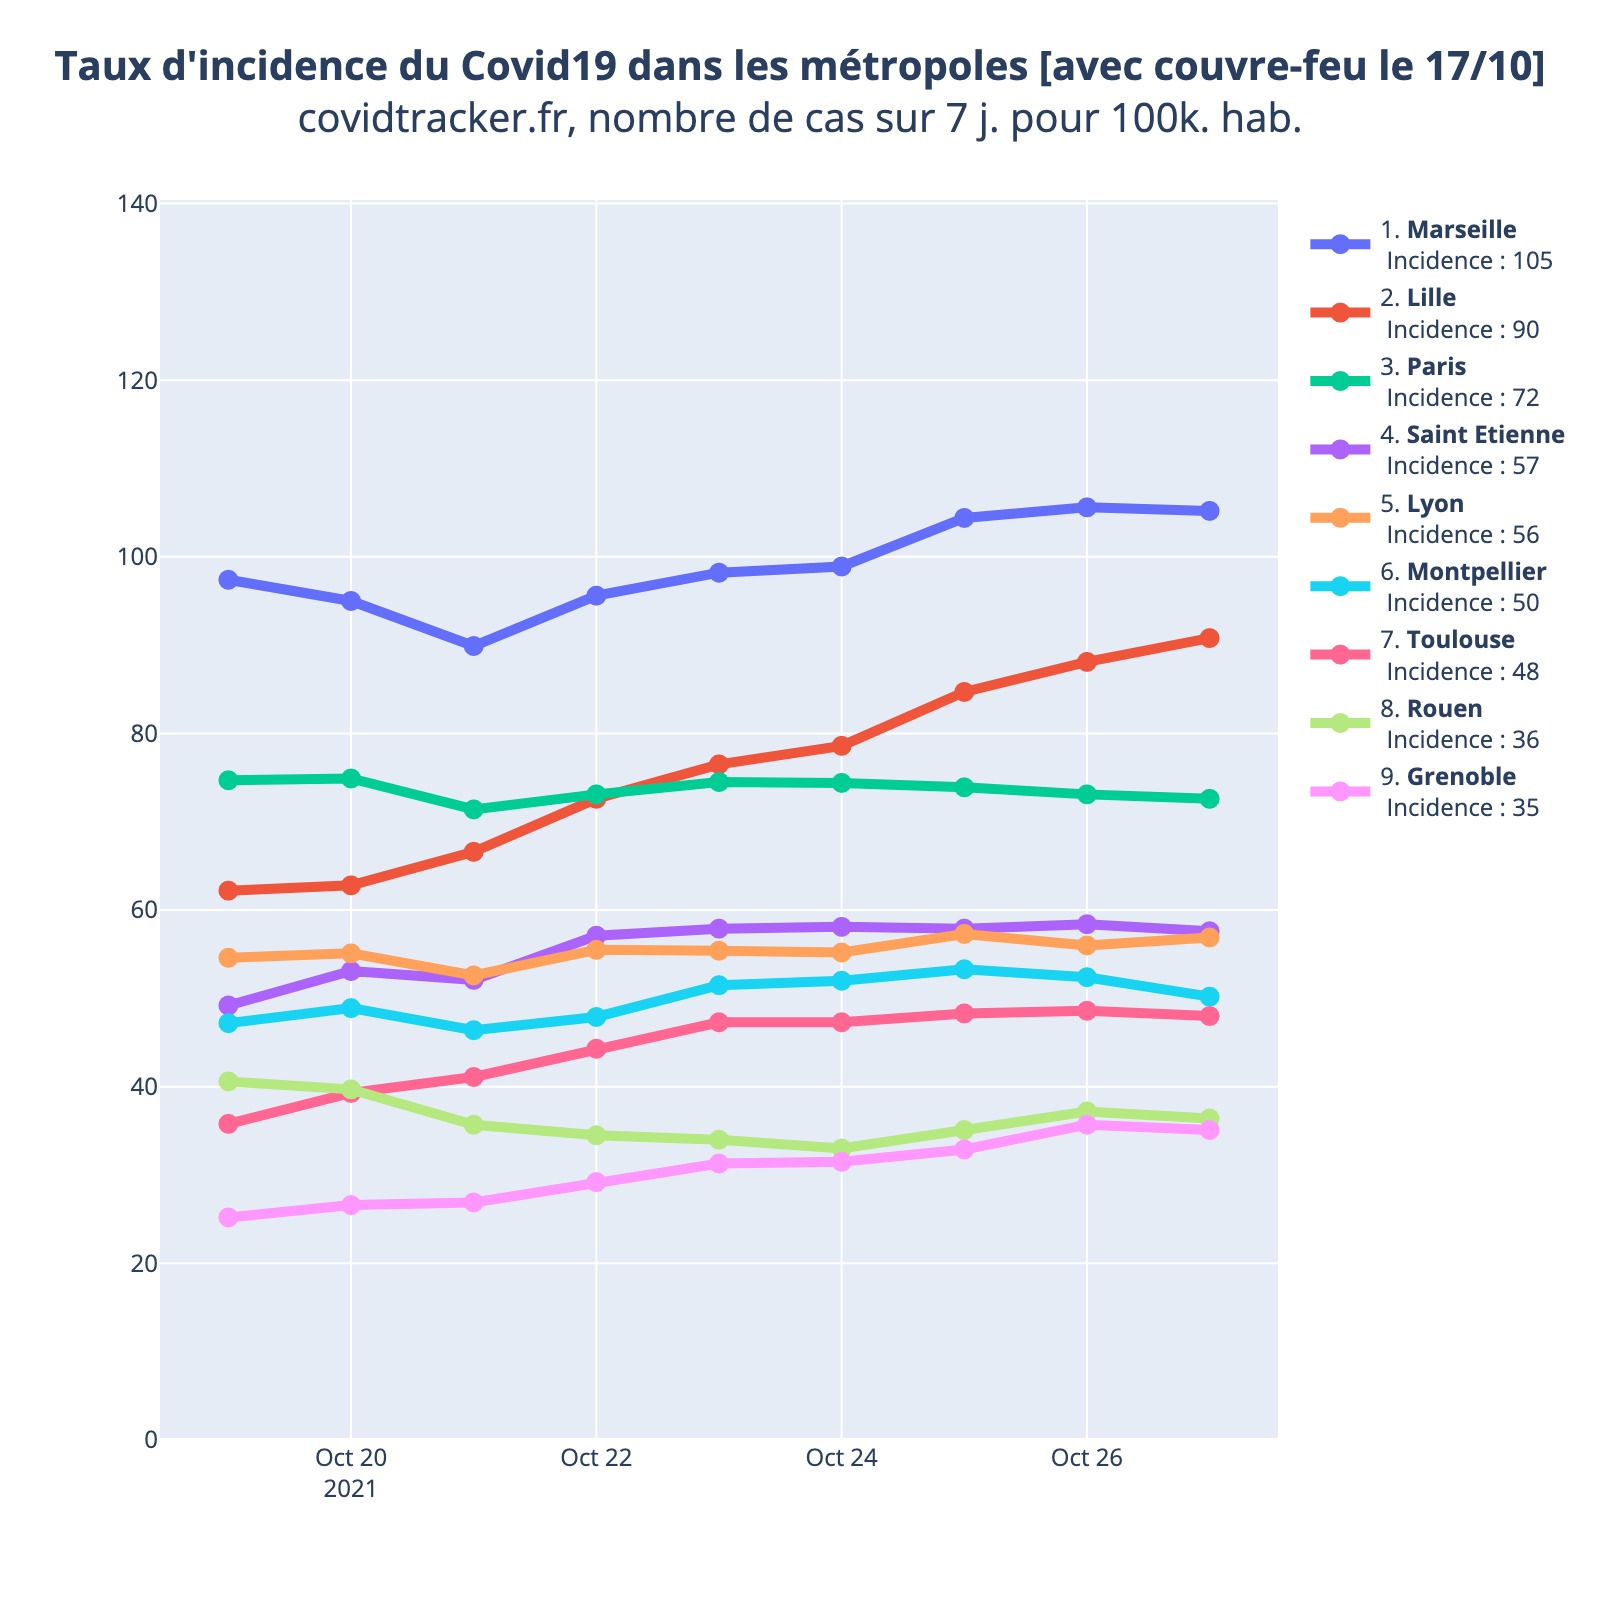 Taux d'incidence du Covid19 dans les métropoles [avec couvre-feu le 17/10]
covidtracker.fr, nombre de cas sur 7 j. pour 100k. hab.
140
120
100
80
60
40
20
0
Oct 20
2021
Oct 22
Oct 24
Oct 26
1. Marseille
Incidence : 105
2. Lille
Incidence : 90
3. Paris
Incidence : 72
4. Saint Etienne
Incidence : 57
5. Lyon
Incidence : 56
6. Montpellier
Incidence : 50
7. Toulouse
Incidence : 48
8. Rouen
Incidence : 36
9. Grenoble
Incidence : 35